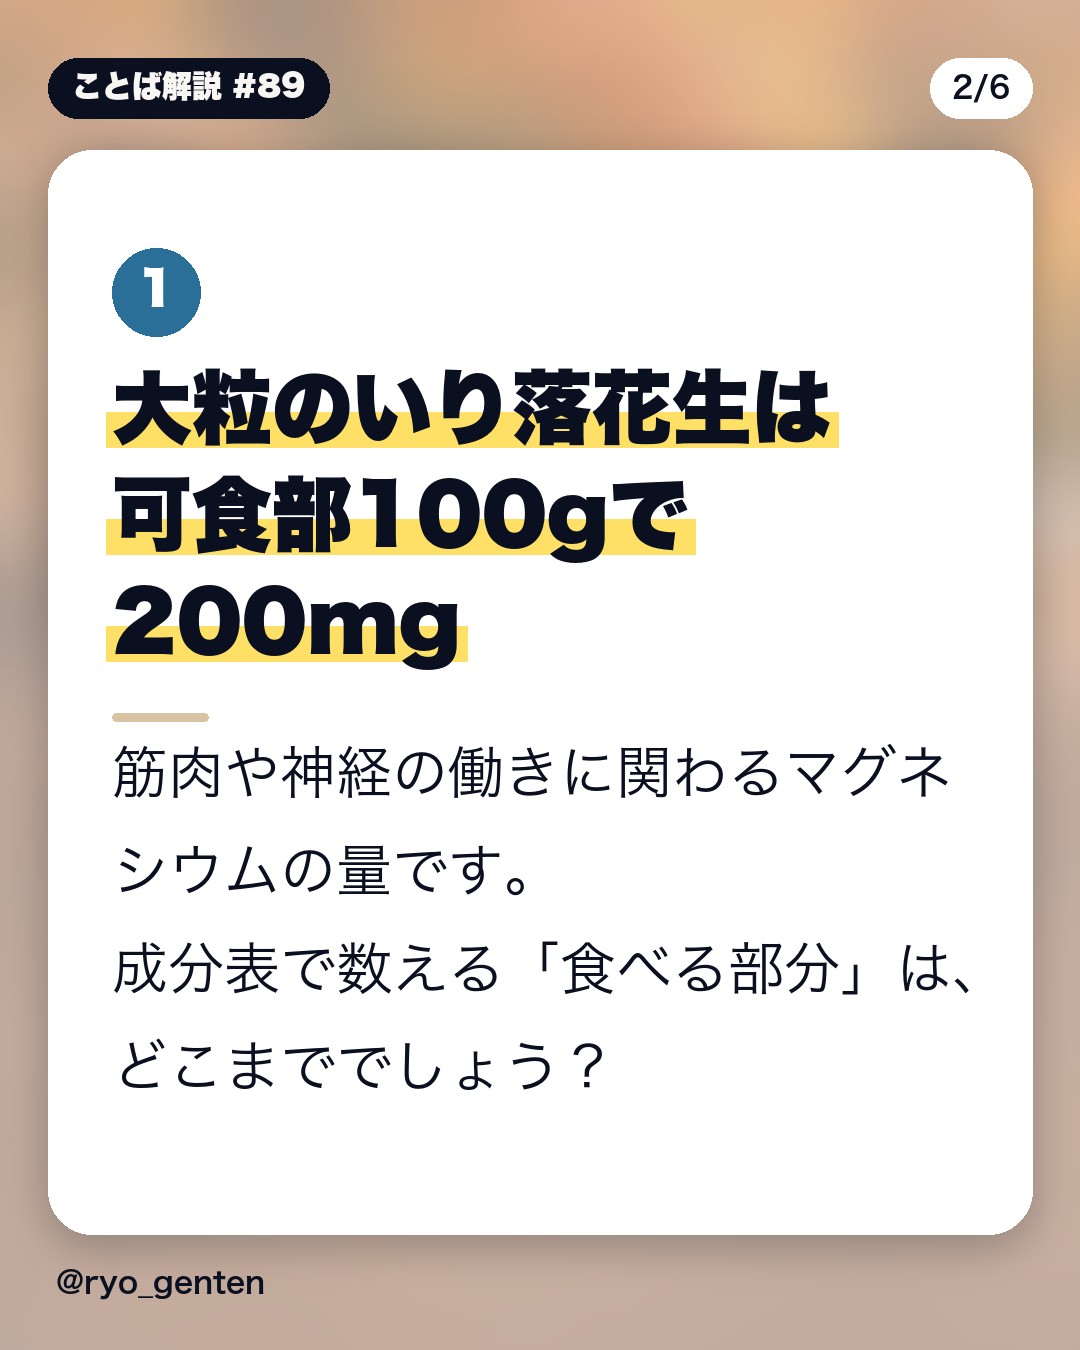 ことば解説 #89
2/6
1
大粒のいり落花生は
可食部100gで
200mg
筋肉や神経の働きに関わるマグネ
シウムの量です。
成分表で数える「食べる部分」は、
どこまででしょう？
@ryo_genten